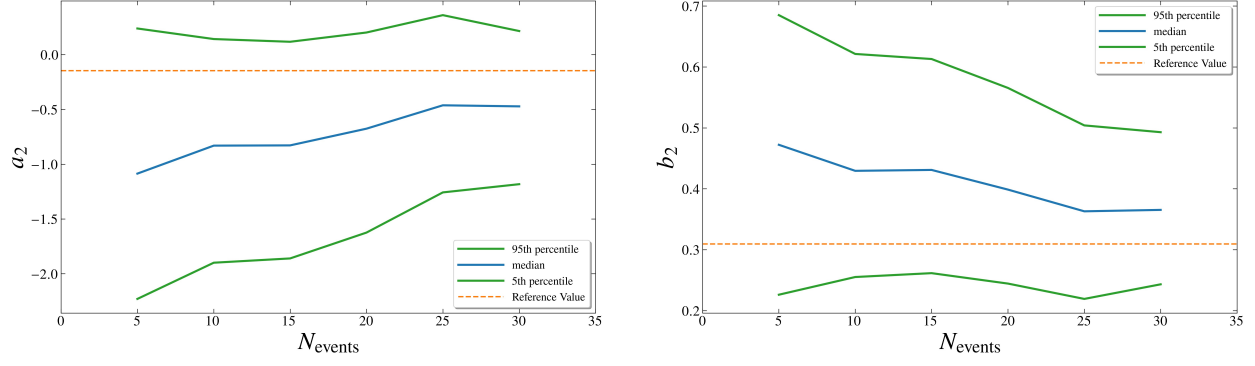 0.0
−0.5
−1.0
−1.5
−2.0
a2
0 5 10 15 20 25 30 35
Nevents
95th percentile
median
5th percentile
Reference Value
0.7
0.6
0.5
0.4
0.3
0.2
b2
0 5 10 15 20 25 30 35
Nevents
95th percentile
median
5th percentile
Reference Value